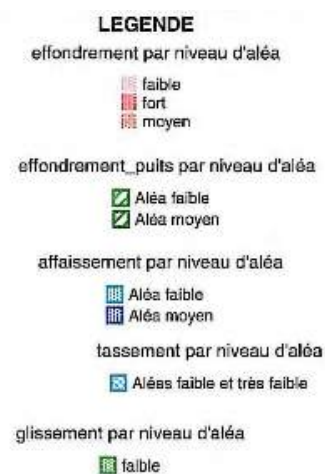 LEGENDE
effondrement par niveau d'aléa
faible
fort
moyen
effondrement_puits par niveau d'aléa
Aléa faible
Aléa moyen
affaissement par niveau d'aléa
Aléa faible
Aléa moyen
tassement par niveau d'aléa
Aléas faible et très faible
glissement par niveau d'aléa
faible